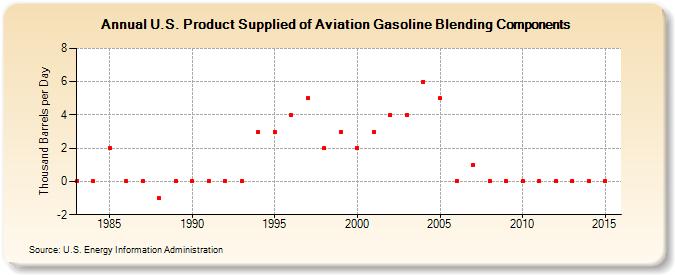 Annual U.S. Product Supplied of Aviation Gasoline Blending Components
Thousand Barrels per Day
8
6
4
2
0
-2
1985 1990 1995 2000 2005 2010 2015
Source: U.S. Energy Information Administration